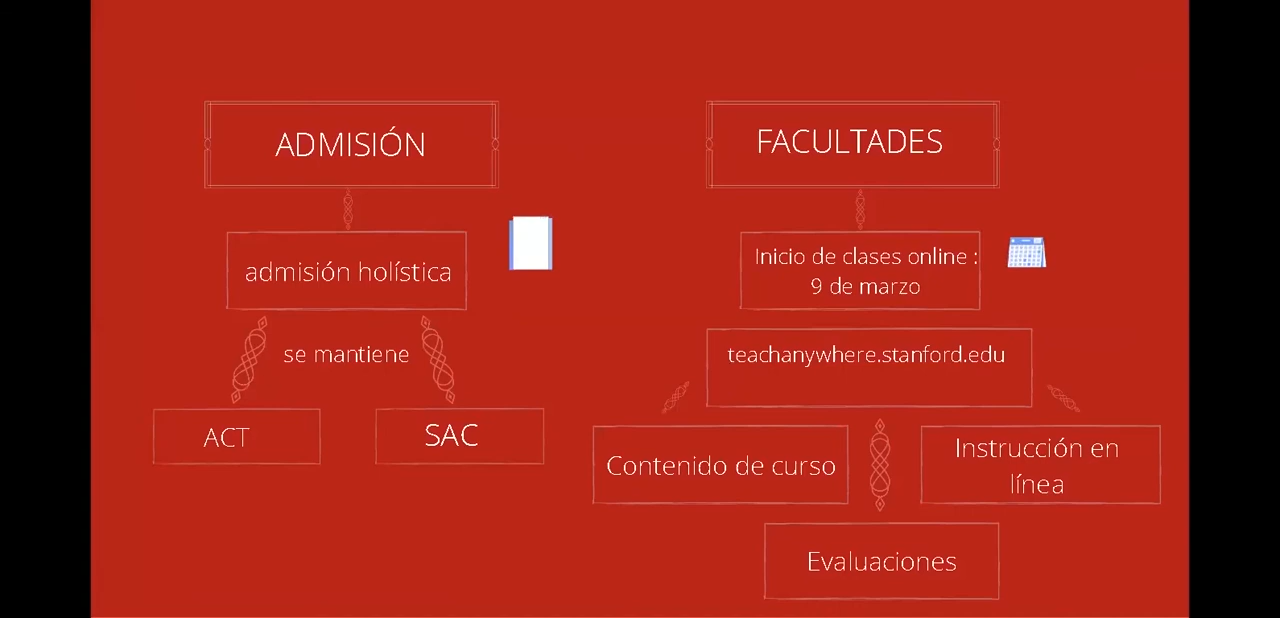 ADMISIÓN
admisión holística
se mantiene
ACT
SAC
FACULTADES
Inicio de clases online :
9 de marzo
teachanywhere.stanford.edu
Contenido de curso
Instrucción en
línea
Evaluaciones